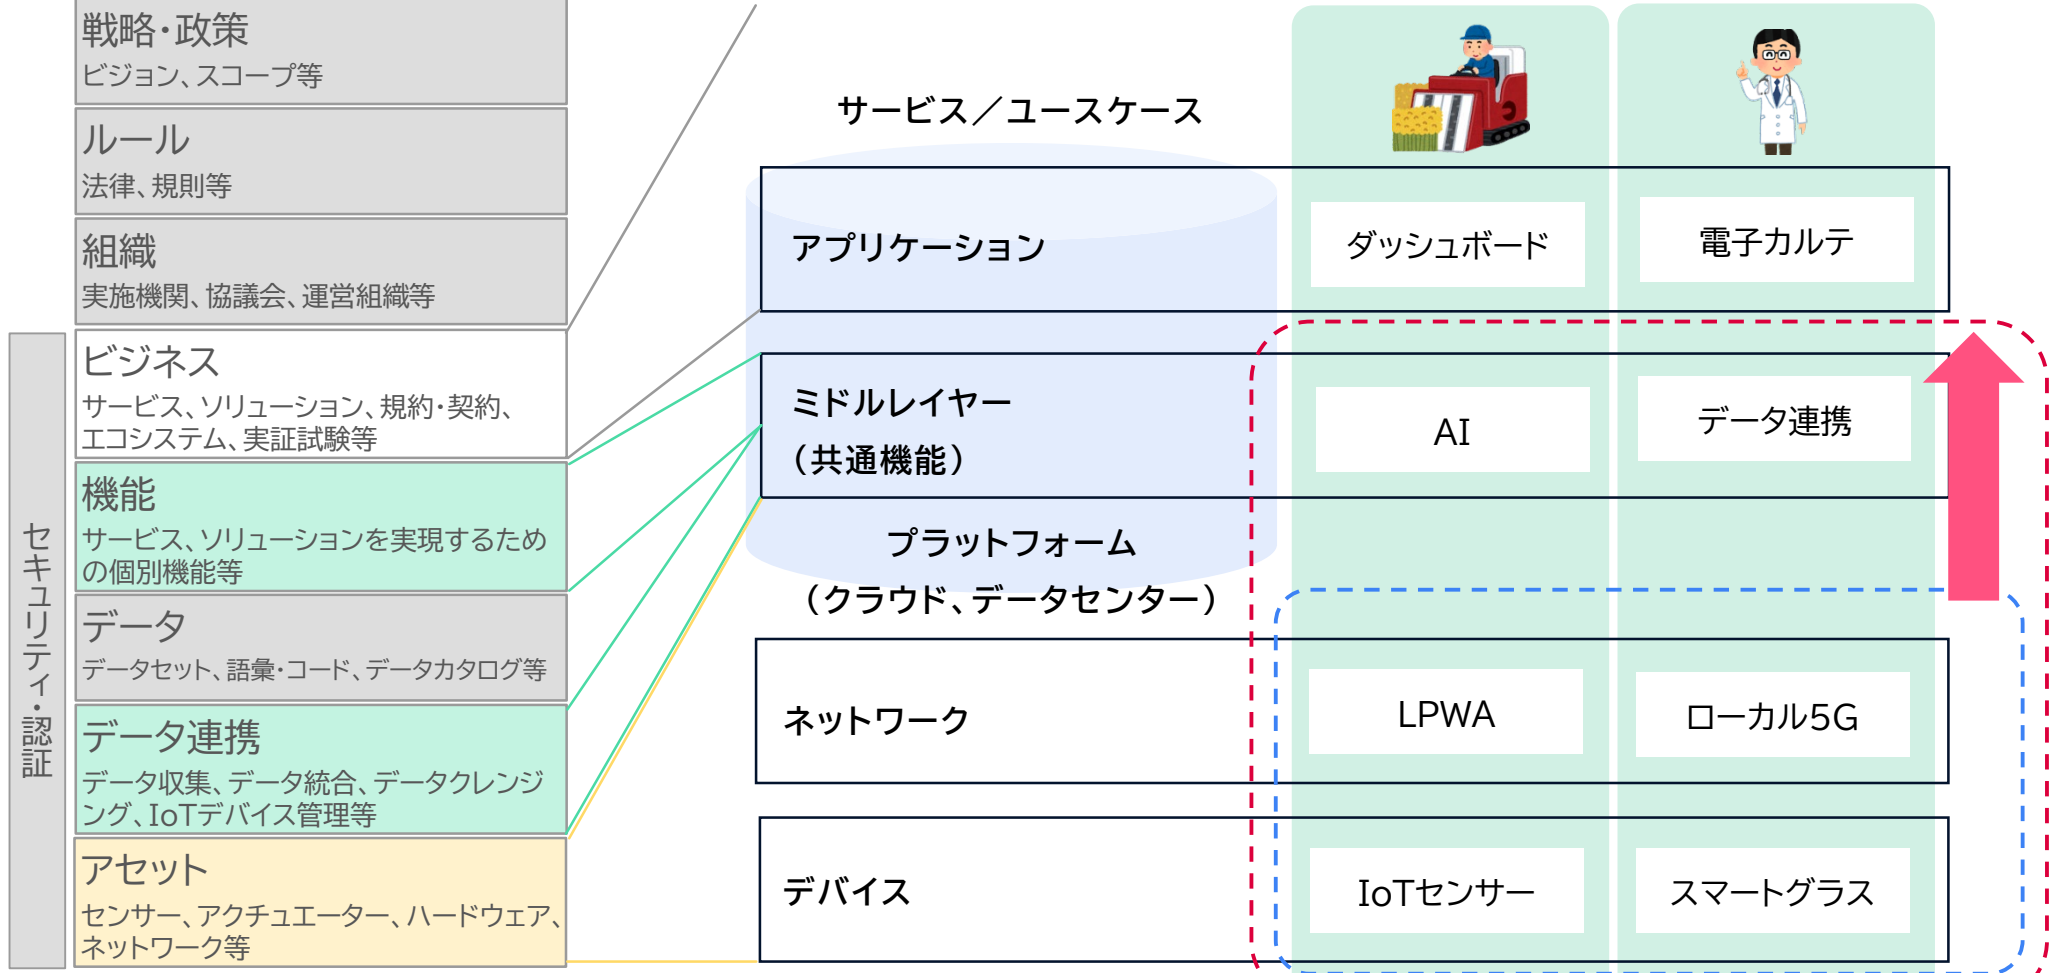 戦略・政策
ビジョン、スコープ等
ルール
法律、規則等
組織
実施機関、協議会、運営組織等
ビジネス
サービス、ソリューション、規約・契約、
エコシステム、実証試験等
機能
サービス、ソリューションを実現するため
の個別機能等
データ
データセット、語彙・コード、データカタログ等
データ連携
データ収集、データ統合、データクレンジ
ング、IoTデバイス管理等
アセット
センサー、アクチュエーター、ハードウェア、
ネットワーク等
セキュリティ・認証
サービス／ユースケース
アプリケーション
ダッシュボード
電子カルテ
ミドルレイヤー
（共通機能）
AI
データ連携
プラットフォーム
（クラウド、データセンター）
ネットワーク
LPWA
ローカル5G
デバイス
IoTセンサー
スマートグラス